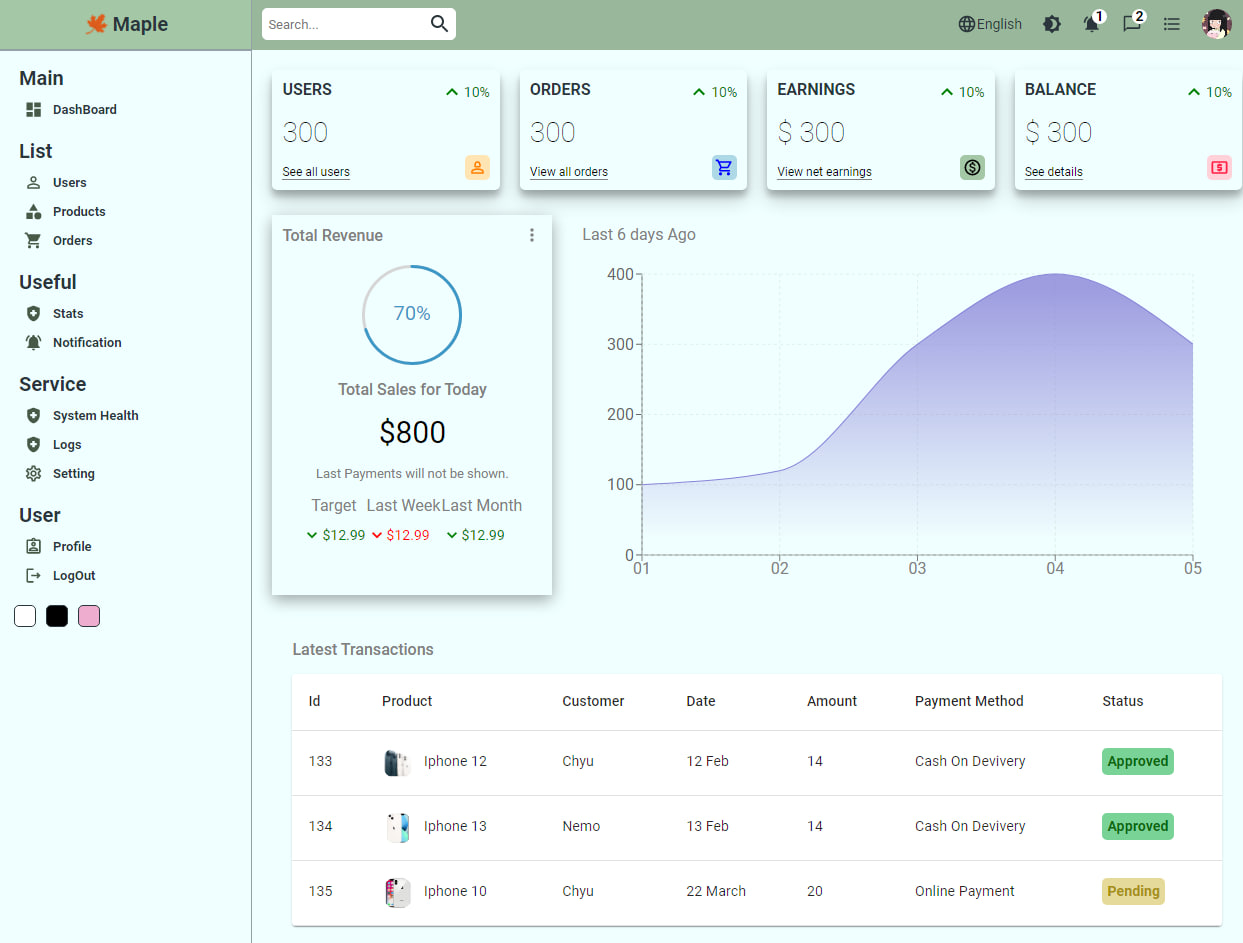 Maple
Search...
English
1
2
Main
DashBoard
List
Users
Products
Orders
Useful
Stats
Notification
Service
System Health
Logs
Setting
User
Profile
LogOut
USERS 10%
300
See all users
ORDERS 10%
300
View all orders
EARNINGS 10%
$ 300
View net earnings
BALANCE 10%
$ 300
See details
Total Revenue
70%
Total Sales for Today
$800
Last Payments will not be shown.
Target Last Week Last Month
$12.99 $12.99 $12.99
Last 6 days Ago
400
300
200
100
0
01 02 03 04 05
Latest Transactions
Id Product Customer Date Amount Payment Method Status
133 Iphone 12 Chyu 12 Feb 14 Cash On Devivery Approved
134 Iphone 13 Nemo 13 Feb 14 Cash On Devivery Approved
135 Iphone 10 Chyu 22 March 20 Online Payment Pending